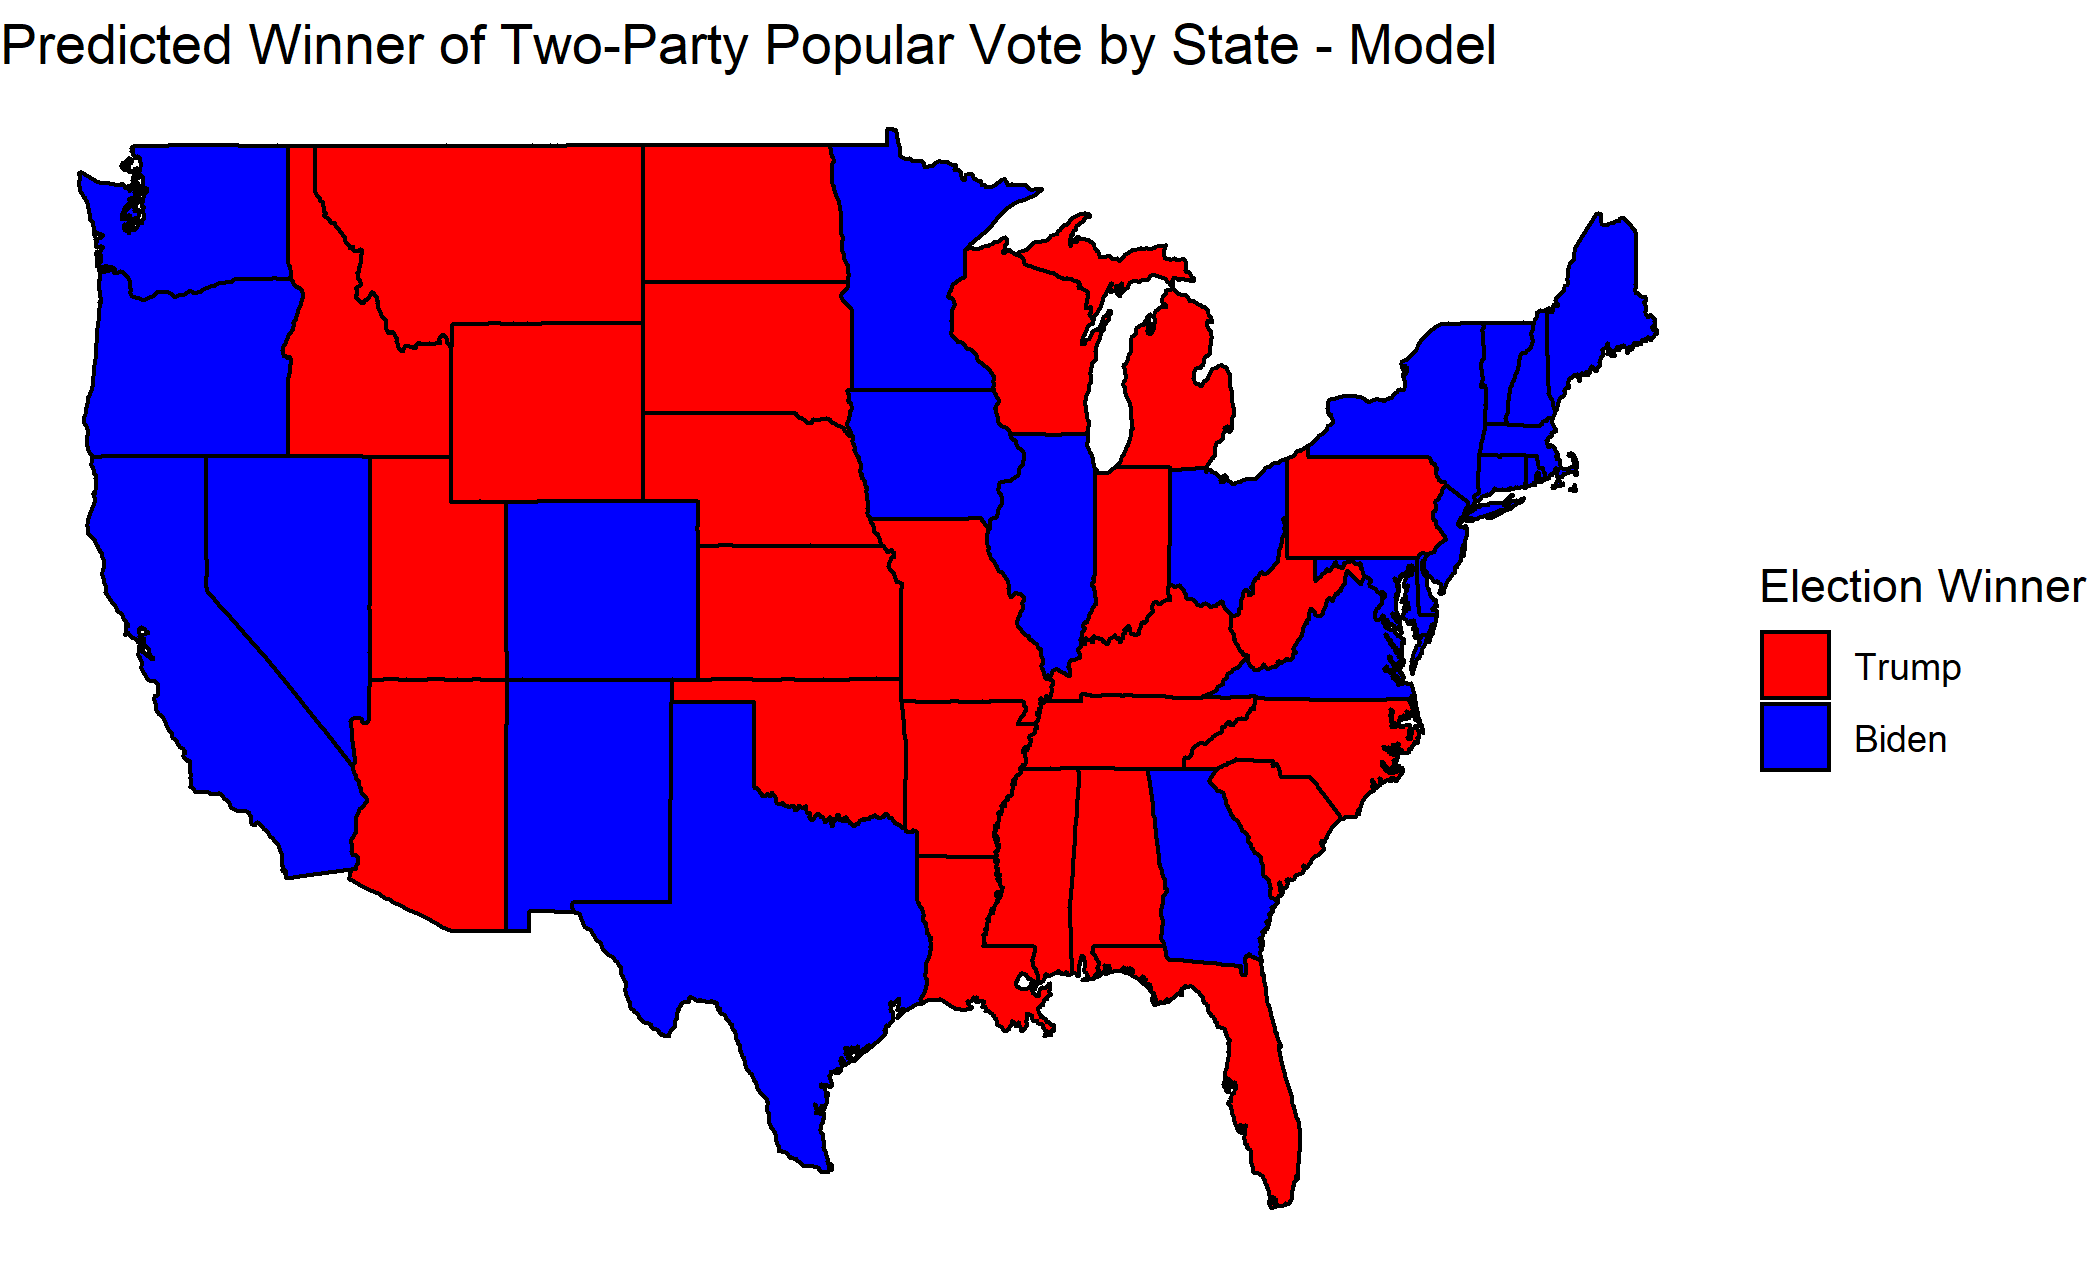 Predicted Winner of Two-Party Popular Vote by State - Model
Election Winner
Trump
Biden